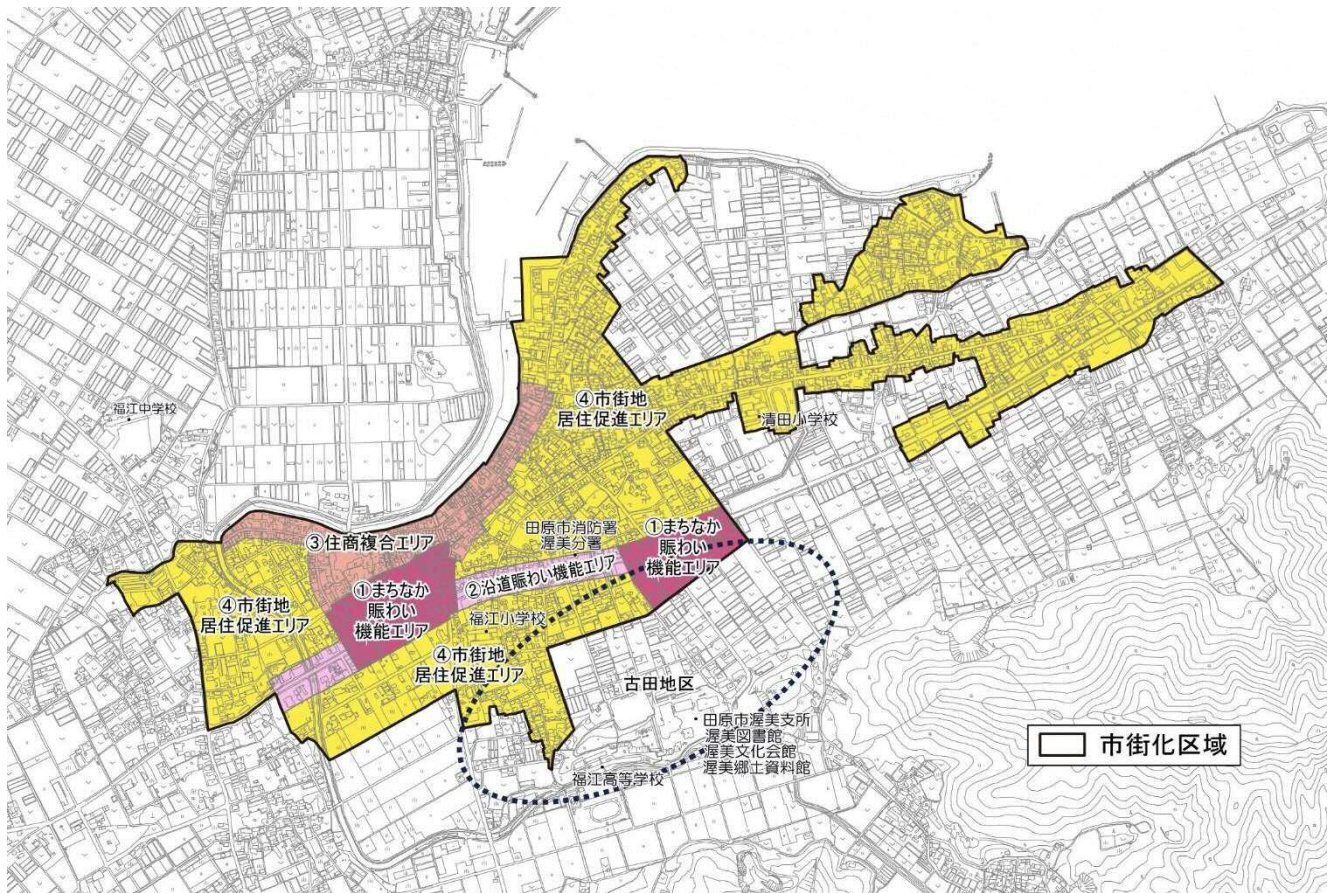 福江中学校
④市街地
居住促進エリア
清田小学校
田原市消防署
渥美分署
①まちなか
賑わい
機能エリア
③住商複合エリア
②沿道賑わい機能エリア
①まちなか
賑わい
機能エリア
④市街地
居住促進エリア
福江小学校
④市街地
居住促進エリア
古田地区
・田原市渥美支所
渥美図書館
渥美文化会館
渥美郷土資料館
福江高等学校
市街化区域